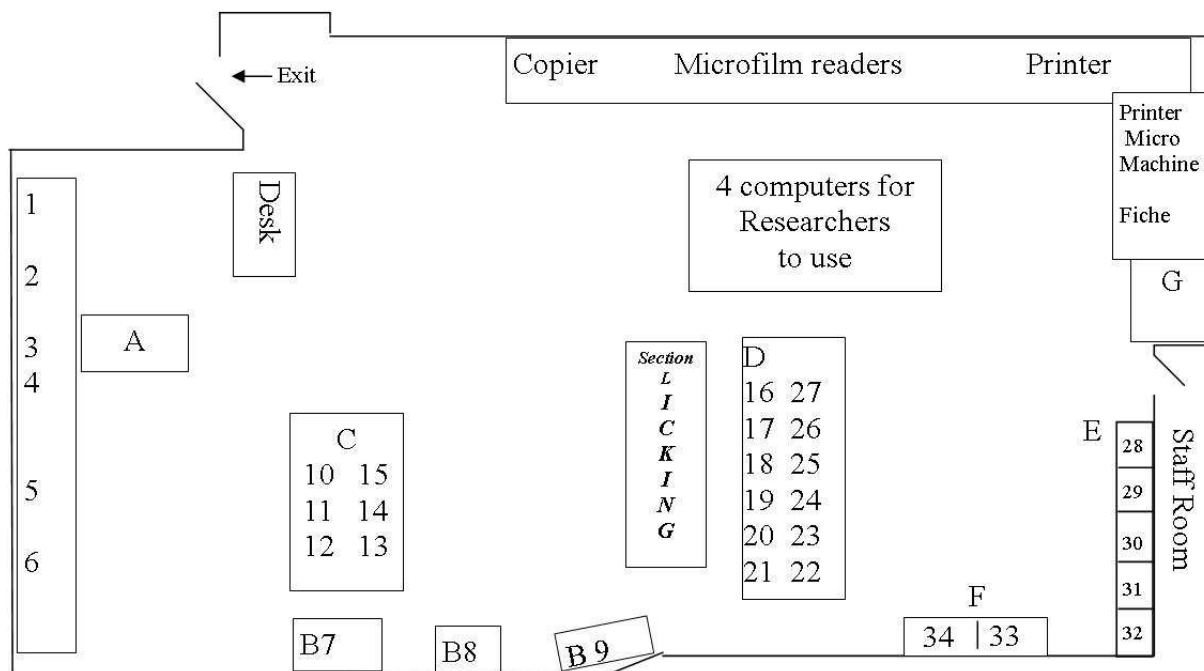 Exit
Copier Microfilm readers Printer
Printer
Micro
Machine
Fiche
G
Desk
4 computers for
Researchers
to use
1
2
3
4
5
6
A
C
10 15
11 14
12 13
Section
L
I
C
K
I
N
G
D
16 27
17 26
18 25
19 24
20 23
21 22
E
28
29
30
31
32
Staff Room
F
34 33
B7
B8
B 9